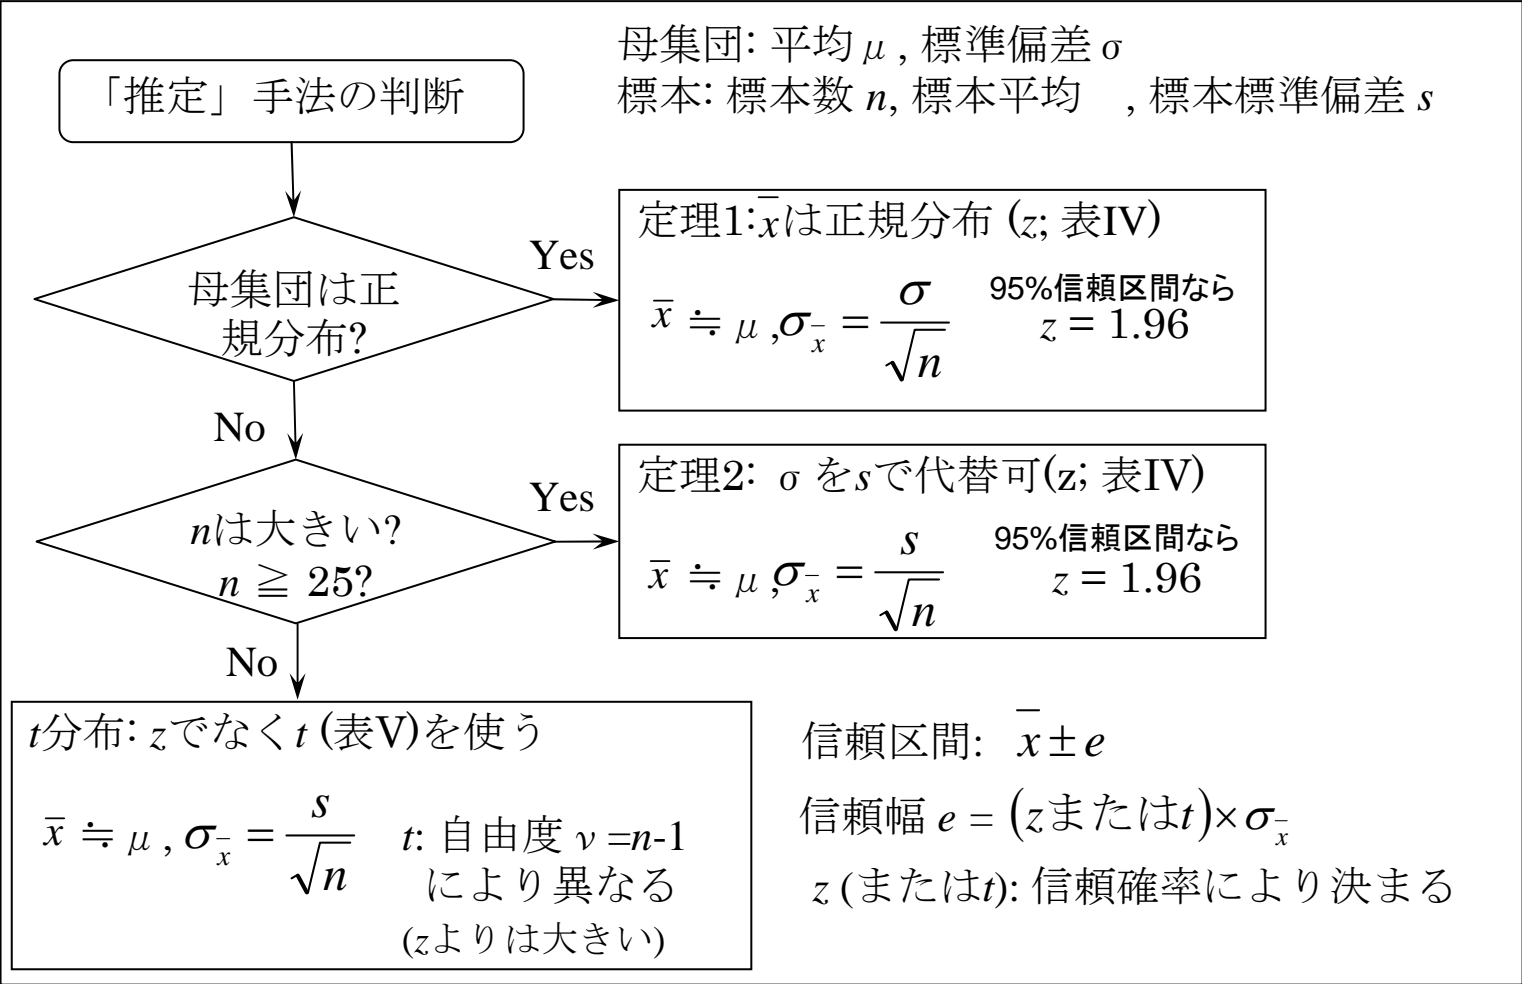 母集団: 平均μ, 標準偏差σ
標本: 標本数 n, 標本平均　, 標本標準偏差 s
「推定」手法の判断
母集団は正
規分布?
Yes
定理1:x̄は正規分布 (z; 表IV)
x̄ ≒ μ ,σx̄ = σ/√n
95%信頼区間なら
z = 1.96
No
nは大きい?
n ≧ 25?
Yes
定理2: σをsで代替可(z; 表IV)
x̄ ≒ μ ,σx̄ = s/√n
95%信頼区間なら
z = 1.96
No
t分布: zでなくt (表V)を使う
x̄ ≒ μ , σx̄ = s/√n
t: 自由度 ν =n-1
により異なる
(zよりは大きい)
信頼区間: x̄ ± e
信頼幅 e = (zまたはt)×σx̄
z (またはt): 信頼確率により決まる